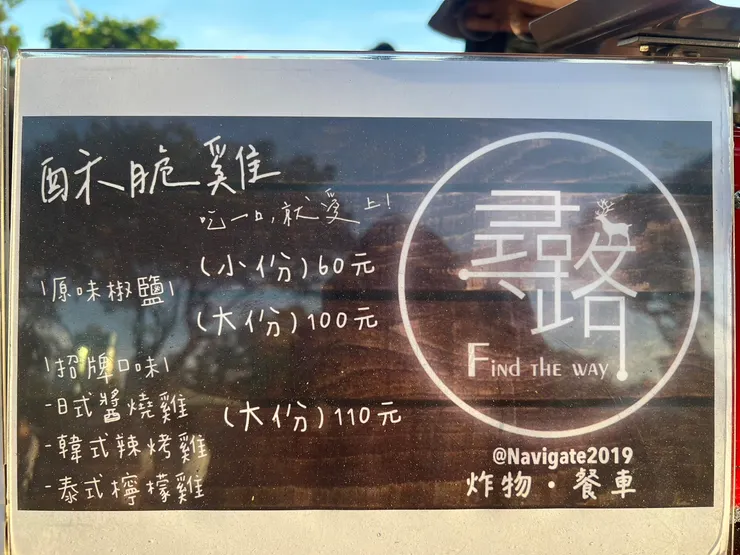 酥脆雞
吃一口,就愛上!
(小份)60元
\原味椒鹽/
(大份)100元
\招牌口味/
-日式醬燒雞
-韓式辣烤雞
-泰式檸檬雞
(大份)110元
尋路
FIND THE WAY
@Navigate2019
炸物・餐車